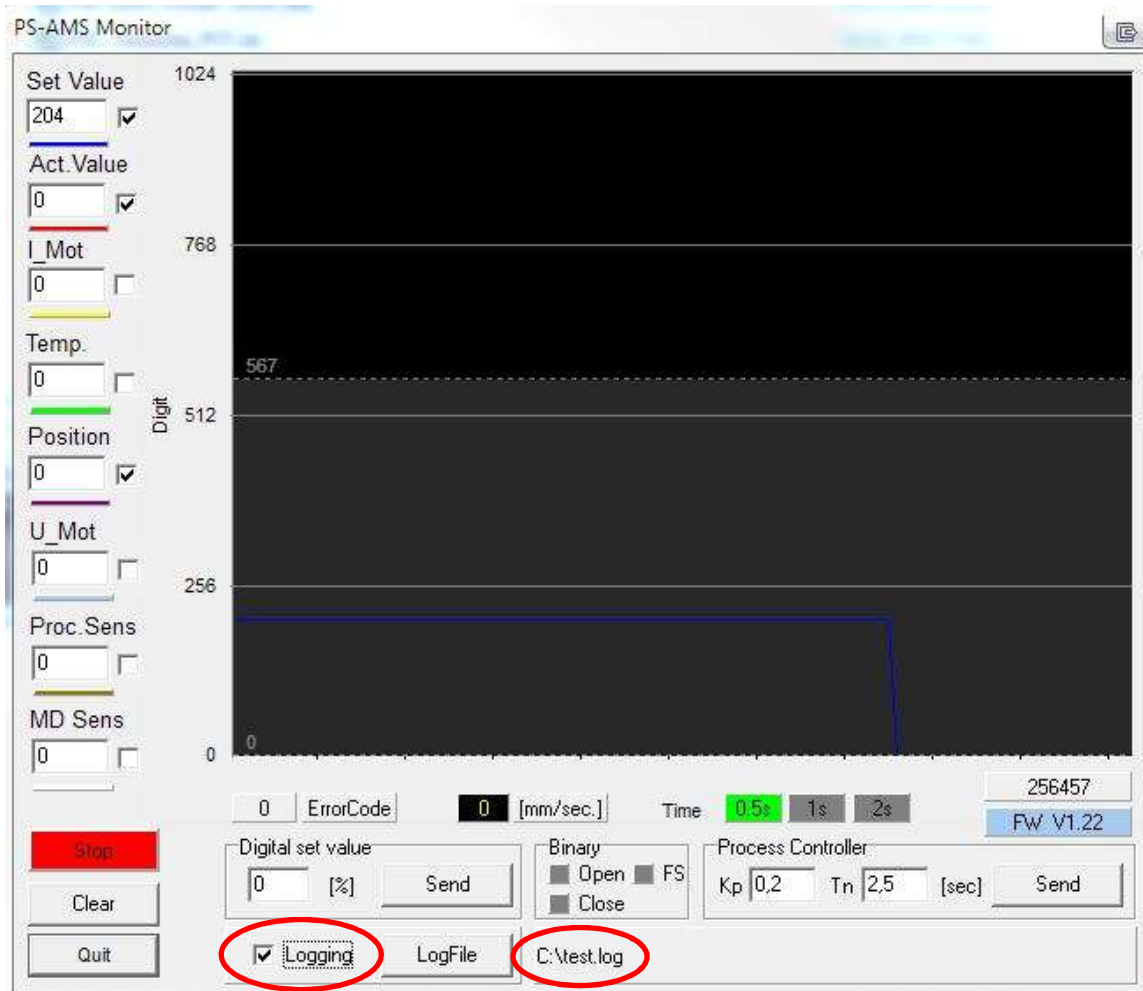 PS-AMS Monitor
Set Value
204
Act.Value
0
I_Mot
0
Temp.
0
Position
0
U_Mot
0
Proc.Sens
0
MD Sens
0
Stop
Clear
Quit
1024
768
567
Digit
512
256
0
0
0 ErrorCode 0 [mm/sec.] Time 0.5s 1s 2s
256457
FW V1.22
Digital set value
0 [%] Send
Binary
Open FS
Close
Process Controller
Kp 0,2 Tn 2,5 [sec] Send
Logging LogFile C:\test.log